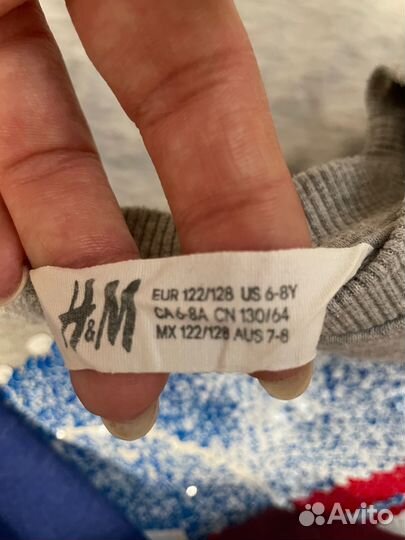 H&M
EUR 122/128 US 6-8Y
CA 6-8A CN 130/64
MX 122/128 AUS 7-8
Avito